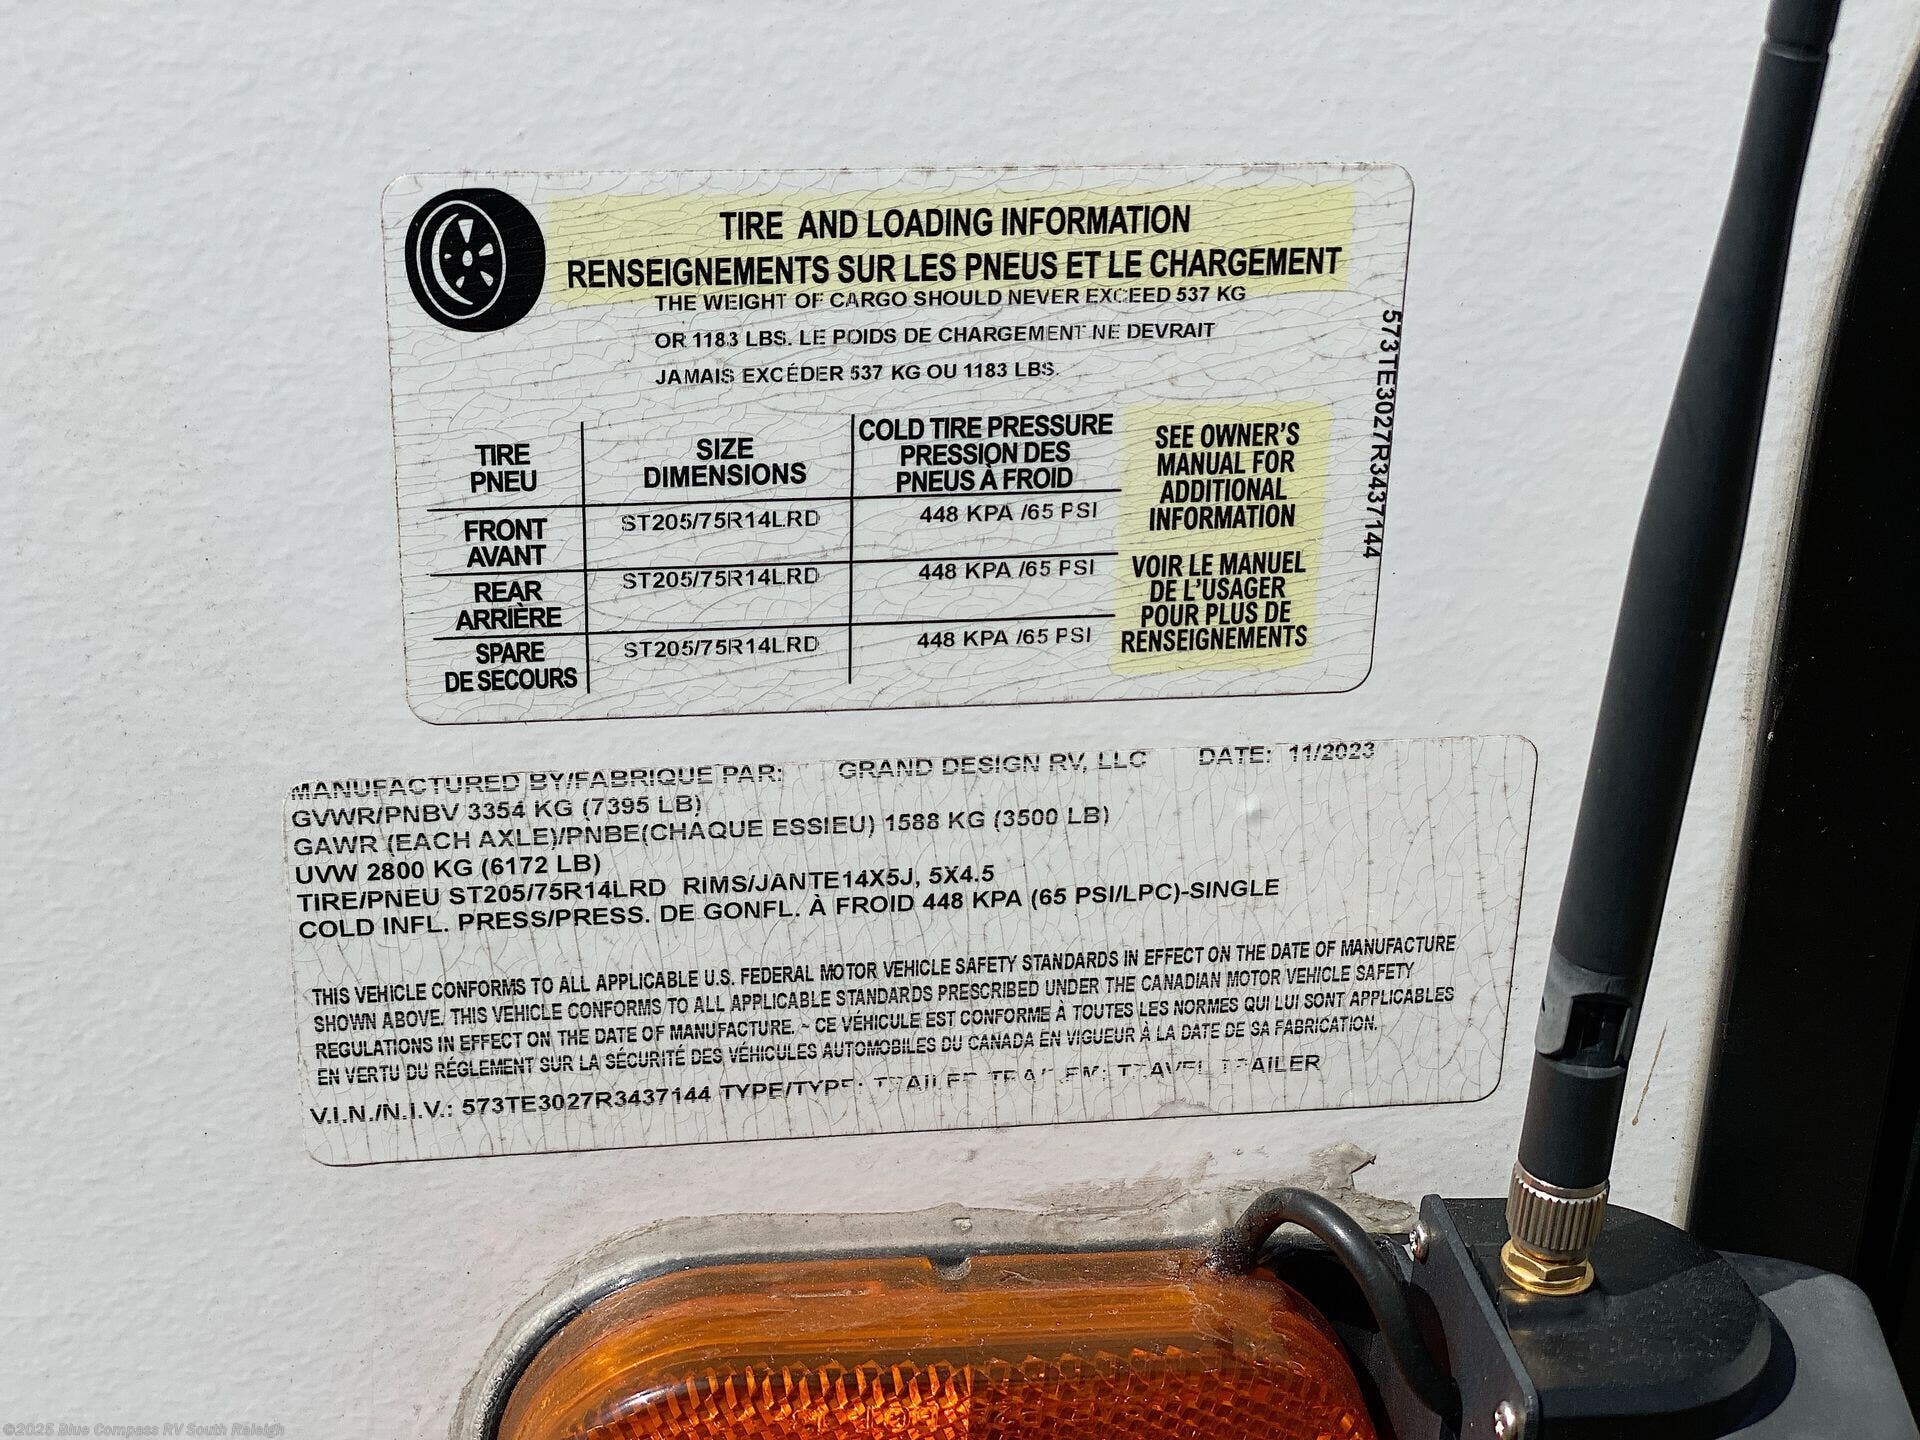 TIRE AND LOADING INFORMATION
RENSEIGNEMENTS SUR LES PNEUS ET LE CHARGEMENT
THE WEIGHT OF CARGO SHOULD NEVER EXCEED 537 KG
OR 1183 LBS. LE POIDS DE CHARGEMENT NE DEVRAIT
JAMAIS EXCÉDER 537 KG OU 1183 LBS.
TIRE
PNEU
SIZE
DIMENSIONS
COLD TIRE PRESSURE
PRESSION DES
PNEUS À FROID
FRONT
AVANT
ST205/75R14LRD
448 KPA /65 PSI
REAR
ARRIÈRE
ST205/75R14LRD
448 KPA /65 PSI
SPARE
DE SECOURS
ST205/75R14LRD
448 KPA /65 PSI
SEE OWNER'S
MANUAL FOR
ADDITIONAL
INFORMATION
VOIR LE MANUEL
DE L'USAGER
POUR PLUS DE
RENSEIGNEMENTS
573TE3027R3437144
MANUFACTURED BY/FABRIQUE PAR: GRAND DESIGN RV, LLC DATE: 11/2023
GVWR/PNBV 3354 KG (7395 LB)
GAWR (EACH AXLE)/PNBE(CHAQUE ESSIEU) 1588 KG (3500 LB)
UVW 2800 KG (6172 LB)
TIRE/PNEU ST205/75R14LRD RIMS/JANTE14X5J, 5X4.5
COLD INFL. PRESS/PRESS. DE GONFL. À FROID 448 KPA (65 PSI/LPC)-SINGLE
THIS VEHICLE CONFORMS TO ALL APPLICABLE U.S. FEDERAL MOTOR VEHICLE SAFETY STANDARDS IN EFFECT ON THE DATE OF MANUFACTURE
SHOWN ABOVE. THIS VEHICLE CONFORMS TO ALL APPLICABLE STANDARDS PRESCRIBED UNDER THE CANADIAN MOTOR VEHICLE SAFETY
REGULATIONS IN EFFECT ON THE DATE OF MANUFACTURE. ~ CE VÉHICULE EST CONFORME À TOUTES LES NORMES QUI LUI SONT APPLICABLES
EN VERTU DU RÉGLEMENT SUR LA SÉCURITÉ DES VÉHICULES AUTOMOBILES DU CANADA EN VIGUEUR À LA DATE DE SA FABRICATION.
V.I.N./N.I.V.: 573TE3027R3437144 TYPE/TYPE: TRAILER TRAVEL TRAILER
©2025 Blue Compass RV South Raleigh